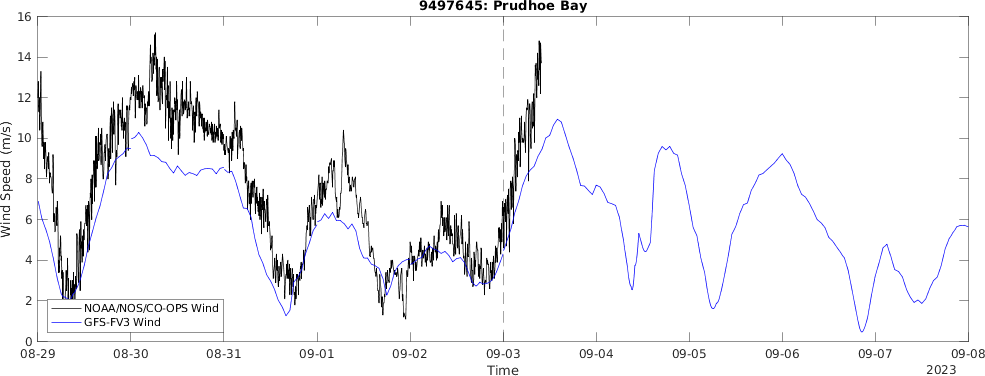 9497645: Prudhoe Bay
16
14
12
10
8
6
4
2
0
Wind Speed (m/s)
NOAA/NOS/CO-OPS Wind
GFS-FV3 Wind
08-29 08-30 08-31 09-01 09-02 09-03 09-04 09-05 09-06 09-07 09-08
Time
2023